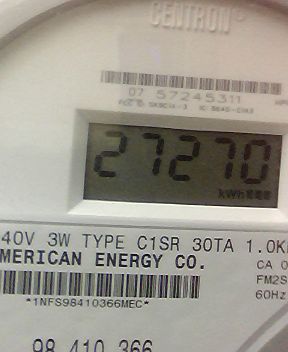 CENTRON
07 57245311
27270
kWh
40V 3W TYPE C1SR 30TA 1.0K
MERICAN ENERGY CO.
CA 0
FM2S
60Hz
*1NFS98410366MEC*
98 410 366